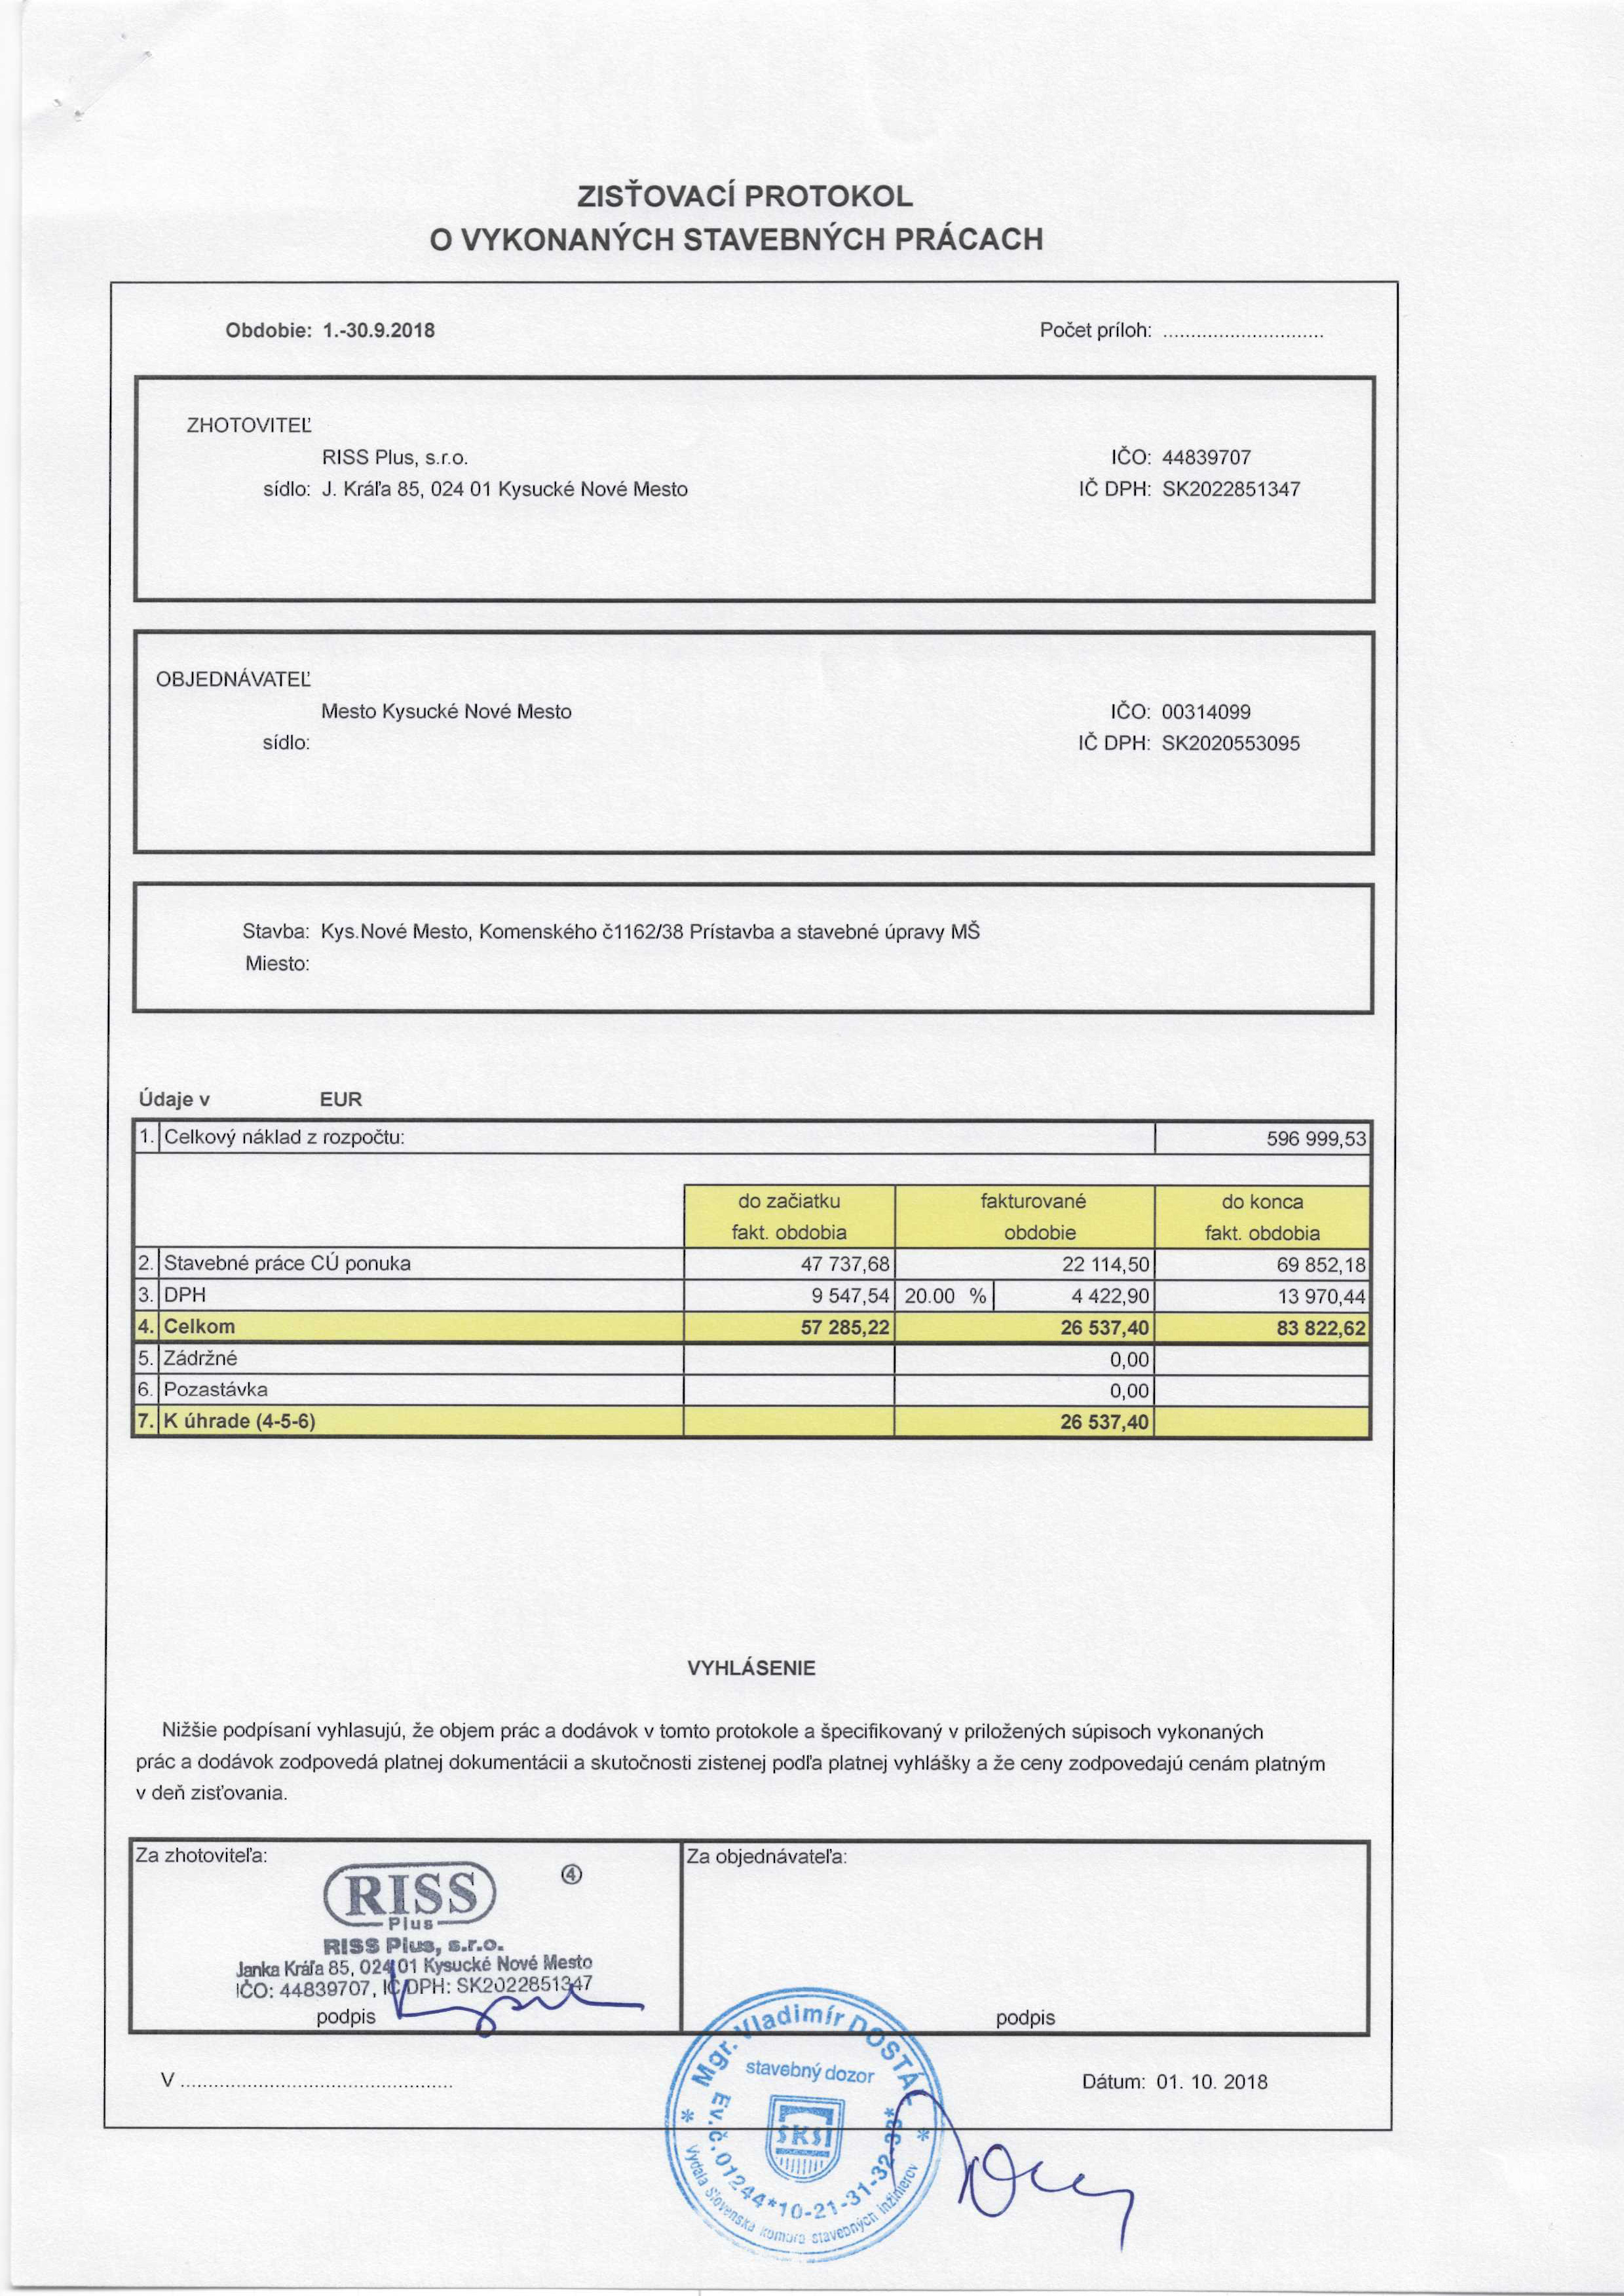 ZISŤOVACÍ PROTOKOL
O VYKONANÝCH STAVEBNÝCH PRÁCACH
Obdobie: 1.-30.9.2018 Počet príloh: ............................
ZHOTOVITEĽ
RISS Plus, s.r.o. IČO: 44839707
sídlo: J. Kráľa 85, 024 01 Kysucké Nové Mesto IČ DPH: SK2022851347
OBJEDNÁVATEĽ
Mesto Kysucké Nové Mesto IČO: 00314099
sídlo: IČ DPH: SK2020553095
Stavba: Kys.Nové Mesto, Komenského č1162/38 Prístavba a stavebné úpravy MŠ
Miesto:
Údaje v EUR
1. Celkový náklad z rozpočtu: 596 999,53
do začiatku fakturované do konca
fakt. obdobia obdobie fakt. obdobia
2. Stavebné práce CÚ ponuka 47 737,68 22 114,50 69 852,18
3. DPH 9 547,54 20.00 % 4 422,90 13 970,44
4. Celkom 57 285,22 26 537,40 83 822,62
5. Zádržné 0,00
6. Pozastávka 0,00
7. K úhrade (4-5-6) 26 537,40
VYHLÁSENIE
Nižšie podpísaní vyhlasujú, že objem prác a dodávok v tomto protokole a špecifikovaný v priložených súpisoch vykonaných
prác a dodávok zodpovedá platnej dokumentácii a skutočnosti zistenej podľa platnej vyhlášky a že ceny zodpovedajú cenám platným
v deň zisťovania.
Za zhotoviteľa: Za objednávateľa:
4
RISS
Plus
RISS Plus, s.r.o.
Janka Kráľa 85, 024 01 Kysucké Nové Mesto
IČO: 44839707, IČ DPH: SK2022851347
podpis podpis
V ................................................ Dátum: 01. 10. 2018
* Mgr. Vladimír DOSTÁL *
stavebný dozor
SKSI
Ev.č.01244*10-21-31-32-33*
Vydala Slovenská komora stavebných inžinierov